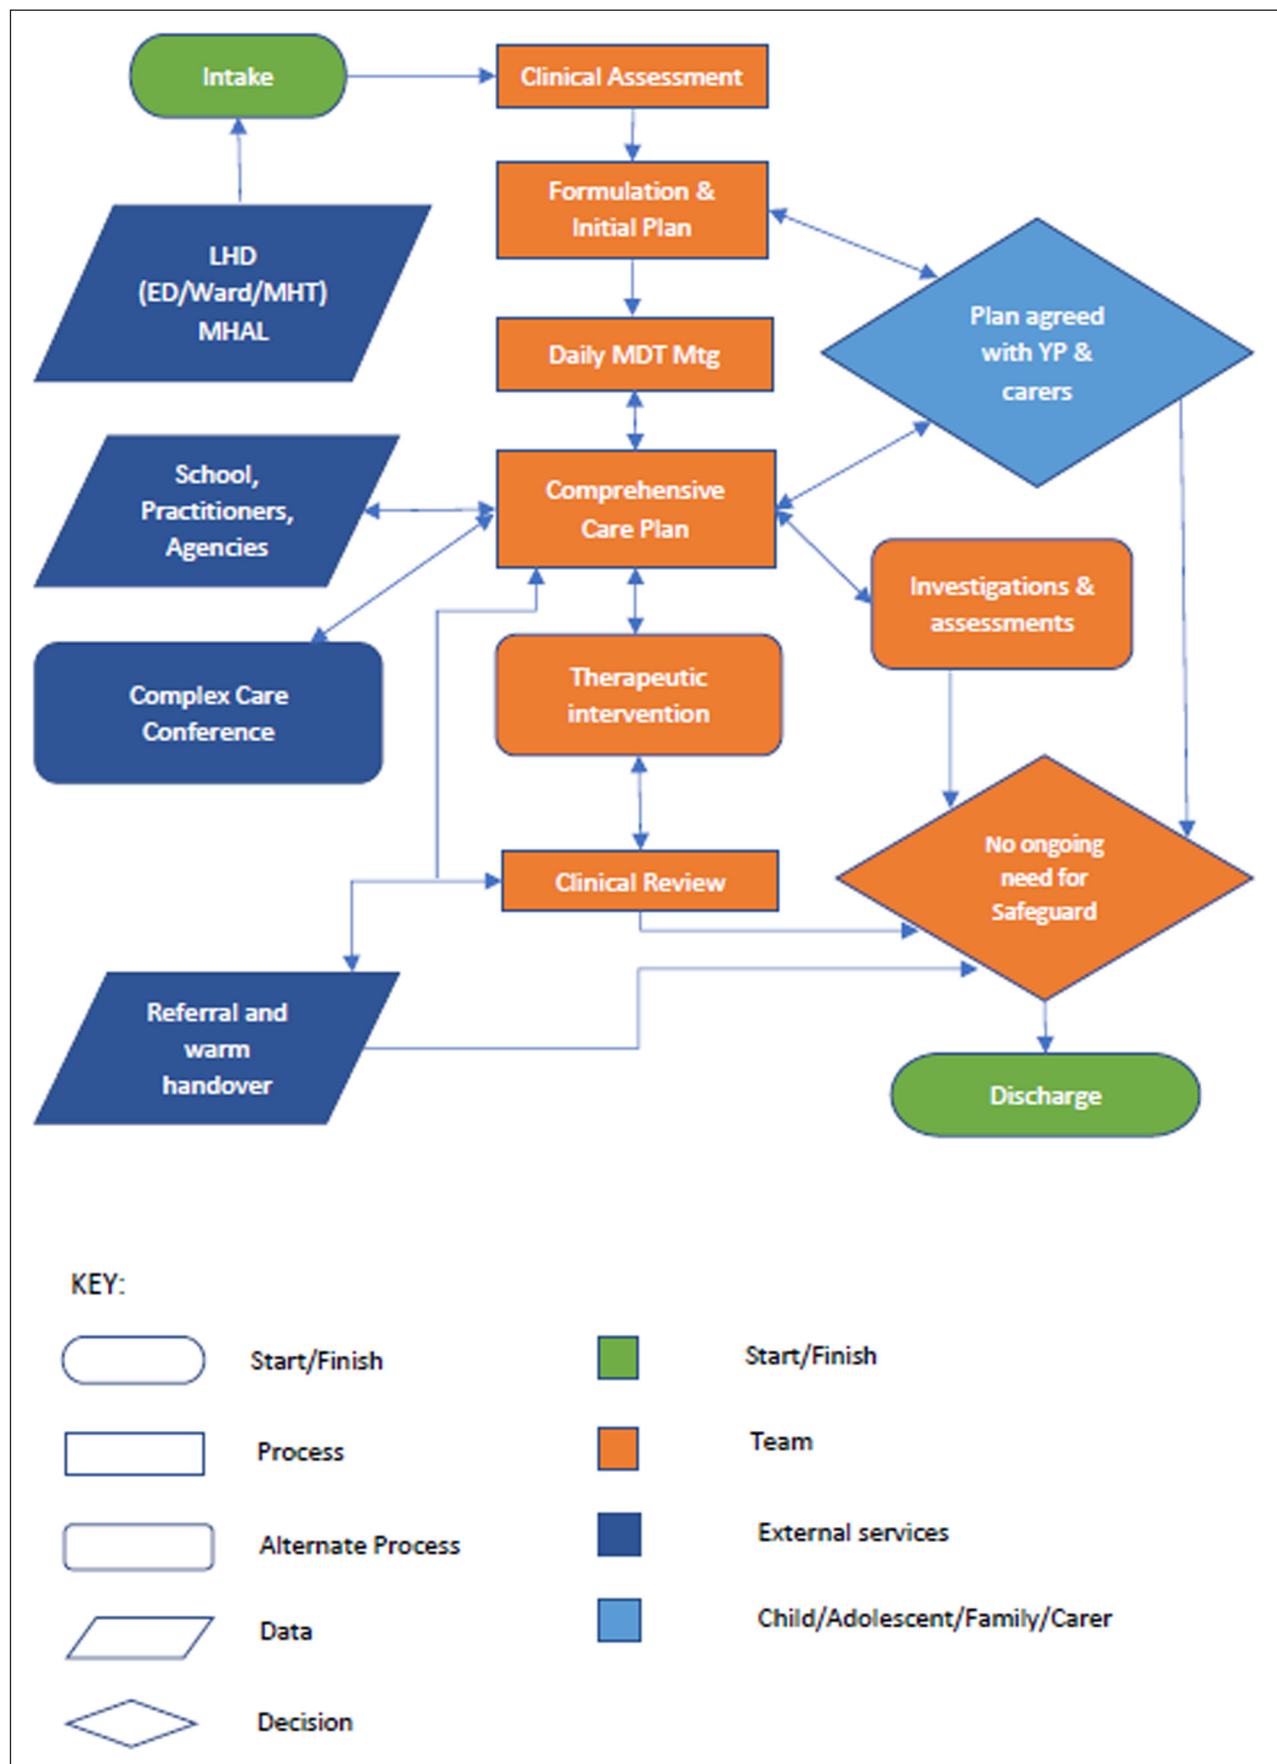 Intake
Clinical Assessment
Formulation &
Initial Plan
LHD
(ED/Ward/MHT)
MHAL
Plan agreed
with YP &
carers
Daily MDT Mtg
School,
Practitioners,
Agencies
Comprehensive
Care Plan
Investigations &
assessments
Complex Care
Conference
Therapeutic
intervention
No ongoing
need for
Safeguard
Clinical Review
Referral and
warm
handover
Discharge
KEY:
Start/Finish
Start/Finish
Process
Team
Alternate Process
External services
Data
Child/Adolescent/Family/Carer
Decision